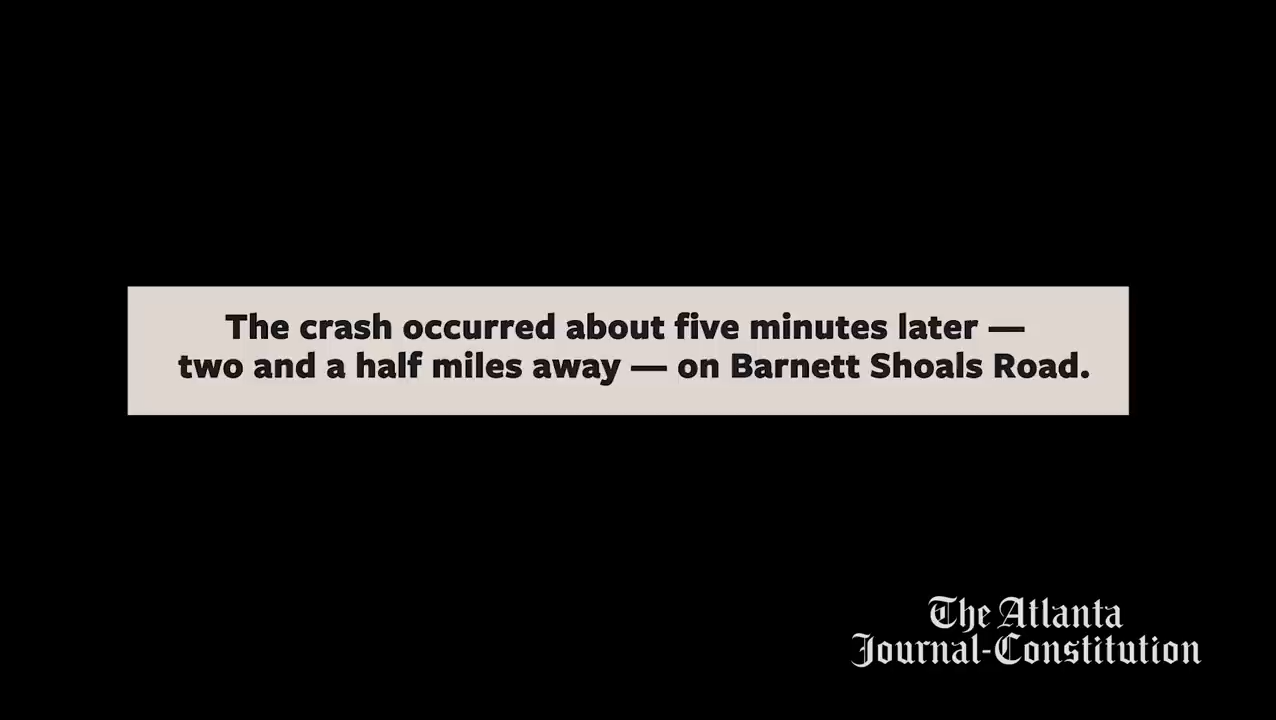 The crash occurred about five minutes later —
two and a half miles away — on Barnett Shoals Road.
The Atlanta
Journal-Constitution